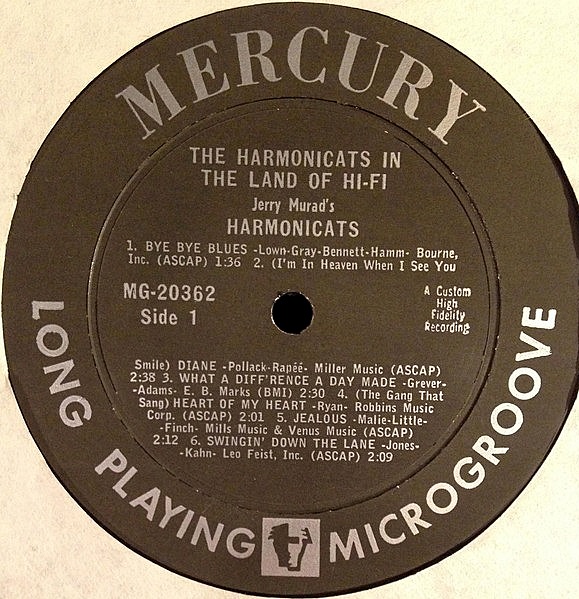 MERCURY
THE HARMONICATS IN
THE LAND OF HI-FI
Jerry Murad's
HARMONICATS
1. BYE BYE BLUES -Lown-Gray-Bennett-Hamm- Bourne,
Inc. (ASCAP) 1:36 2. (I'm In Heaven When I See You
MG-20362
Side 1
A Custom
High
Fidelity
Recording
Smile) DIANE -Pollack-Rapéé- Miller Music (ASCAP)
2:38 3. WHAT A DIFF'RENCE A DAY MADE -Grever-
-Adams- E. B. Marks (BMI) 2:30 4. (The Gang That
Sang) HEART OF MY HEART -Ryan- Robbins Music
Corp. (ASCAP) 2:01 5. JEALOUS -Malie-Little-
-Finch- Mills Music & Venus Music (ASCAP)
2:12 6. SWINGIN' DOWN THE LANE -Jones-
-Kahn- Leo Feist, Inc. (ASCAP) 2:09
LONG PLAYING MICROGROOVE